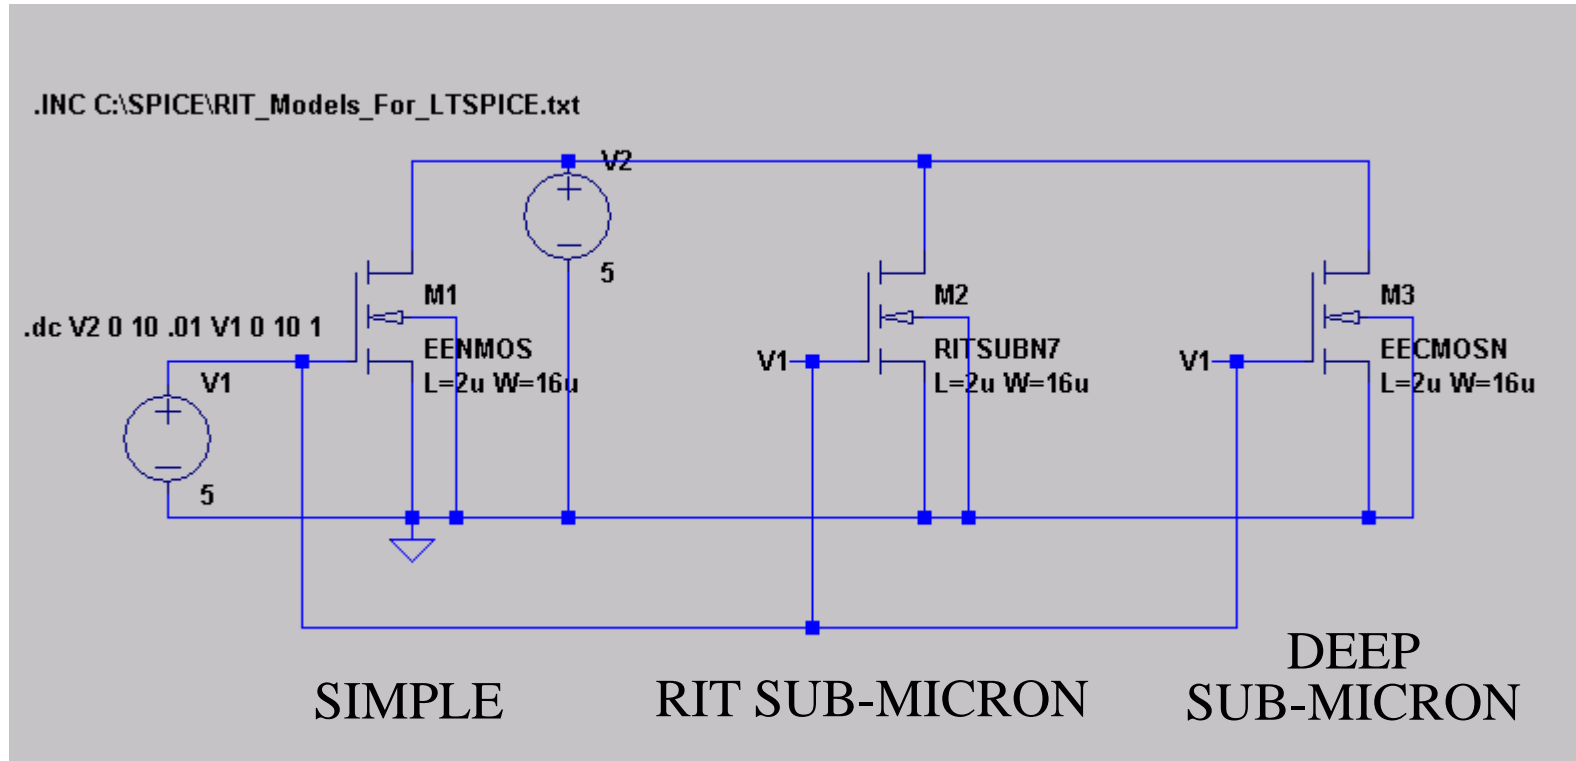 .INC C:\SPICE\RIT_Models_For_LTSPICE.txt
V2
+
−
5
M1
M2
M3
.dc V2 0 10 .01 V1 0 10 1
EENMOS
L=2u W=16u
V1
RITSUBN7
L=2u W=16u
V1
EECMOSN
L=2u W=16u
V1
+
−
5
SIMPLE
RIT SUB-MICRON
DEEP
SUB-MICRON